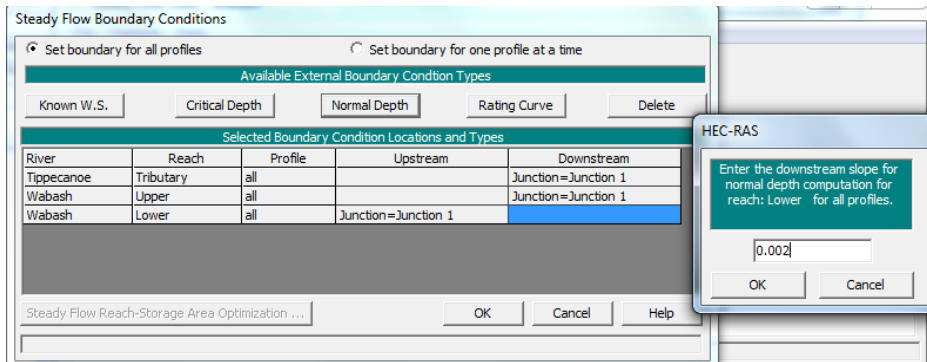 Steady Flow Boundary Conditions
Set boundary for all profiles Set boundary for one profile at a time
Available External Boundary Condtion Types
Known W.S. Critical Depth Normal Depth Rating Curve Delete
Selected Boundary Condition Locations and Types
River Reach Profile Upstream Downstream
Tippecanoe Tributary all Junction=Junction 1
Wabash Upper all Junction=Junction 1
Wabash Lower all Junction=Junction 1
Steady Flow Reach-Storage Area Optimization ... OK Cancel Help
HEC-RAS
Enter the downstream slope for
normal depth computation for
reach: Lower for all profiles.
0.002
OK Cancel